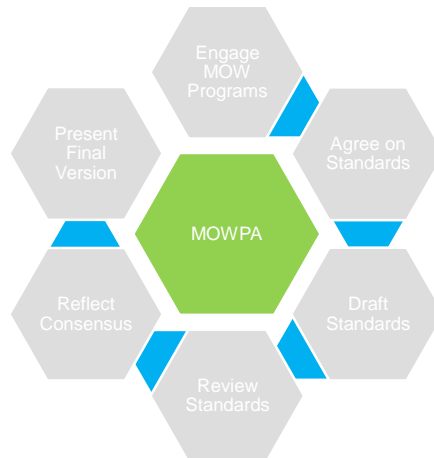 Engage
MOW
Programs
Agree on
Standards
Draft
Standards
Review
Standards
Reflect
Consensus
Present
Final
Version
MOWPA